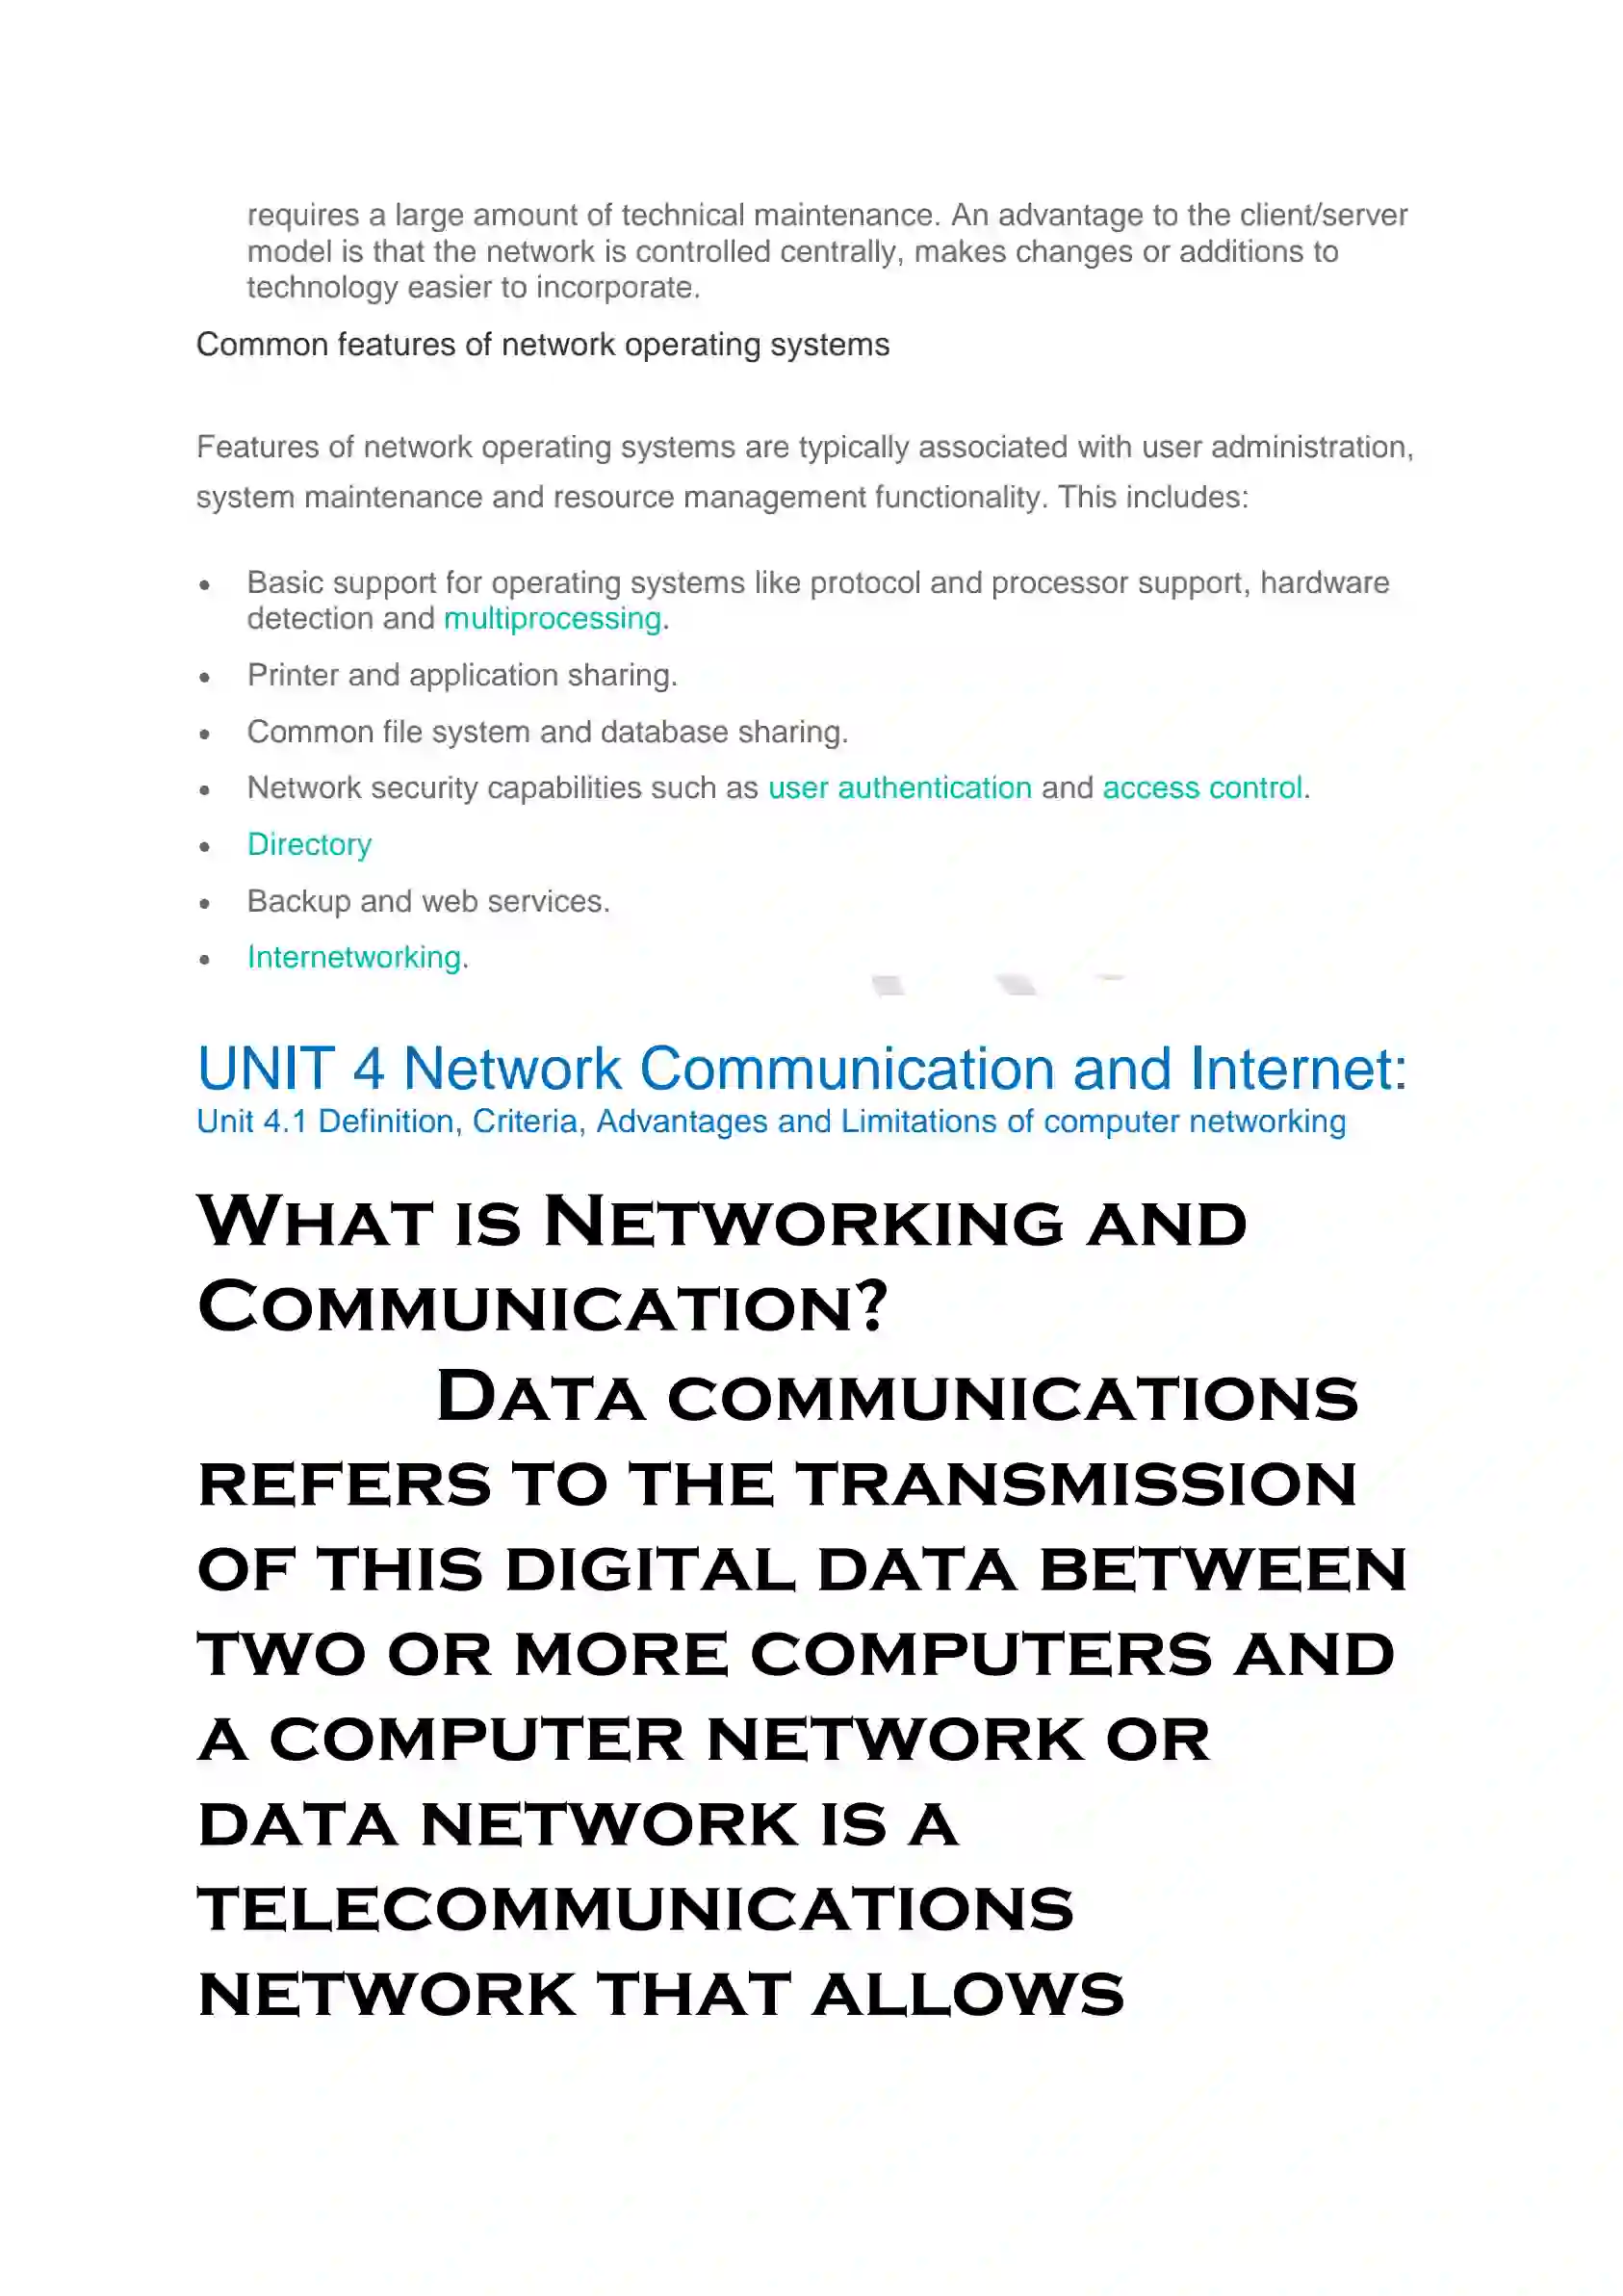 requires a large amount of technical maintenance. An advantage to the client/server
model is that the network is controlled centrally, makes changes or additions to
technology easier to incorporate.
Common features of network operating systems
Features of network operating systems are typically associated with user administration,
system maintenance and resource management functionality. This includes:
• Basic support for operating systems like protocol and processor support, hardware
detection and multiprocessing.
• Printer and application sharing.
• Common file system and database sharing.
• Network security capabilities such as user authentication and access control.
• Directory
• Backup and web services.
• Internetworking.
UNIT 4 Network Communication and Internet:
Unit 4.1 Definition, Criteria, Advantages and Limitations of computer networking
What is Networking and
Communication?
Data communications
refers to the transmission
of this digital data between
two or more computers and
a computer network or
data network is a
telecommunications
network that allows